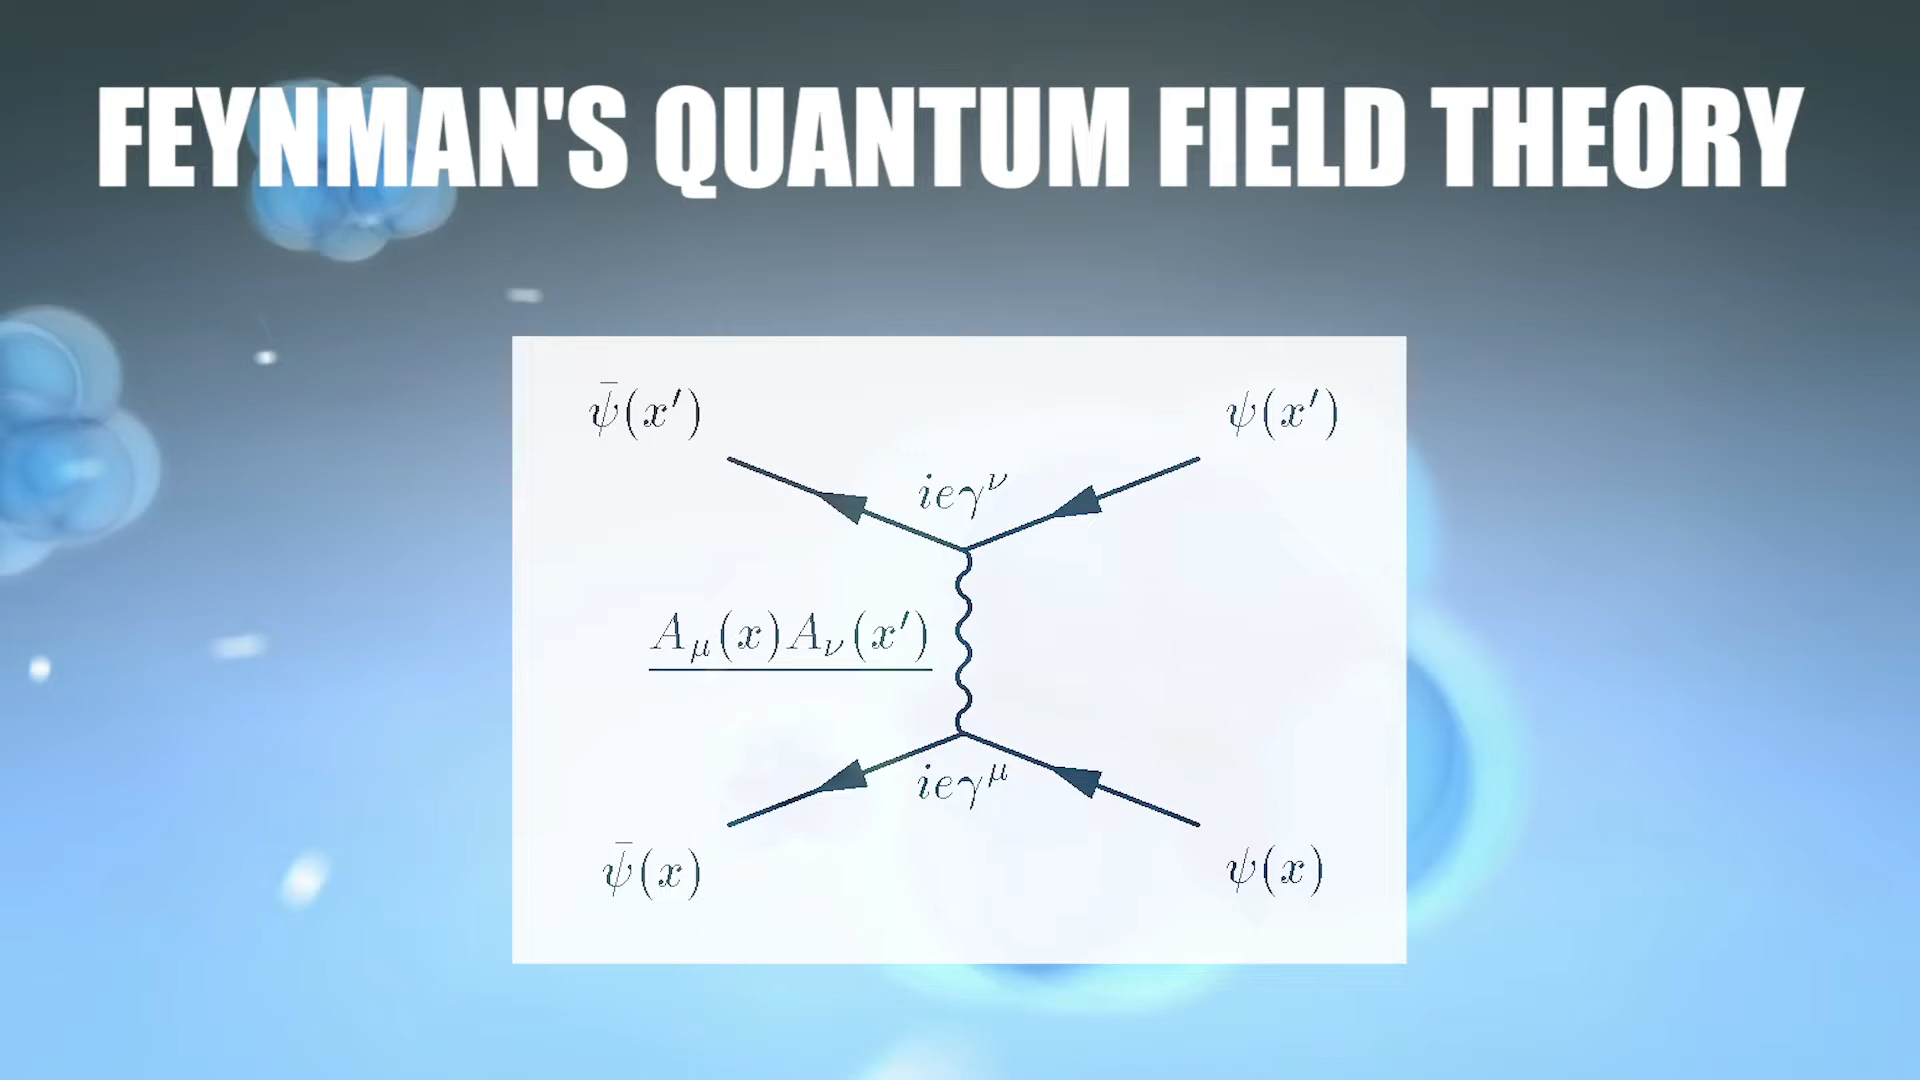 FEYNMAN'S QUANTUM FIELD THEORY
ψ̄(x′) ψ(x′)
ieγ^ν
A_μ(x)A_ν(x′)
ieγ^μ
ψ̄(x) ψ(x)